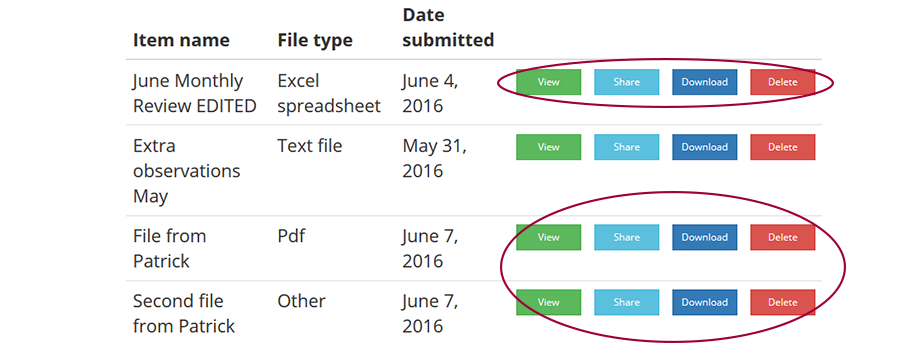 Item name File type Date submitted
June Monthly Review EDITED Excel spreadsheet June 4, 2016 View Share Download Delete
Extra observations May Text file May 31, 2016 View Share Download Delete
File from Patrick Pdf June 7, 2016 View Share Download Delete
Second file from Patrick Other June 7, 2016 View Share Download Delete